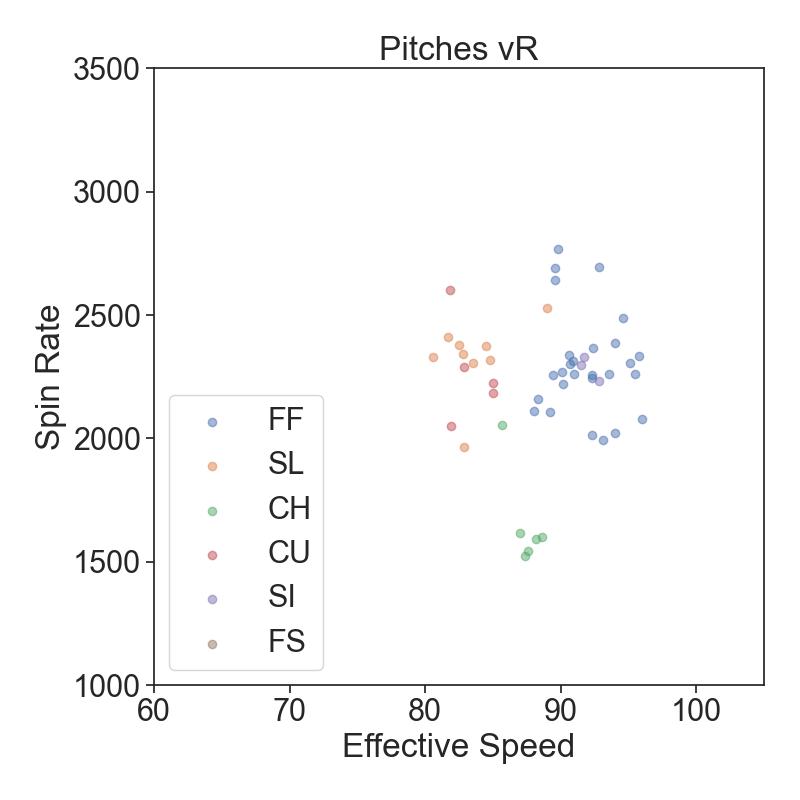 Pitches vR
3500
3000
2500
2000
1500
1000
Spin Rate
FF
SL
CH
CU
SI
FS
60 70 80 90 100
Effective Speed